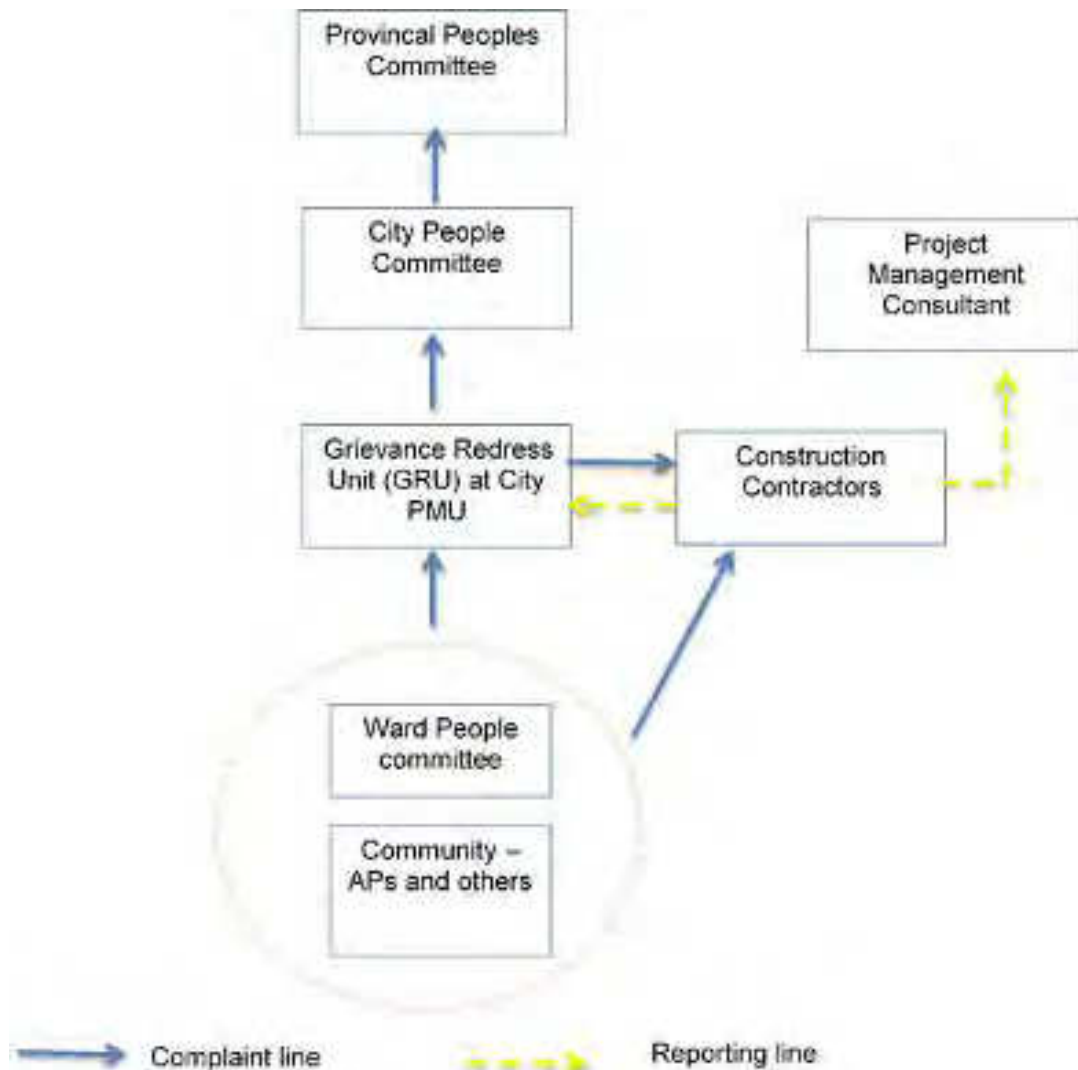 Provincal Peoples
Committee
City People
Committee
Project
Management
Consultant
Grievance Redress
Unit (GRU) at City
PMU
Construction
Contractors
Ward People
committee
Community –
APs and others
Complaint line
Reporting line